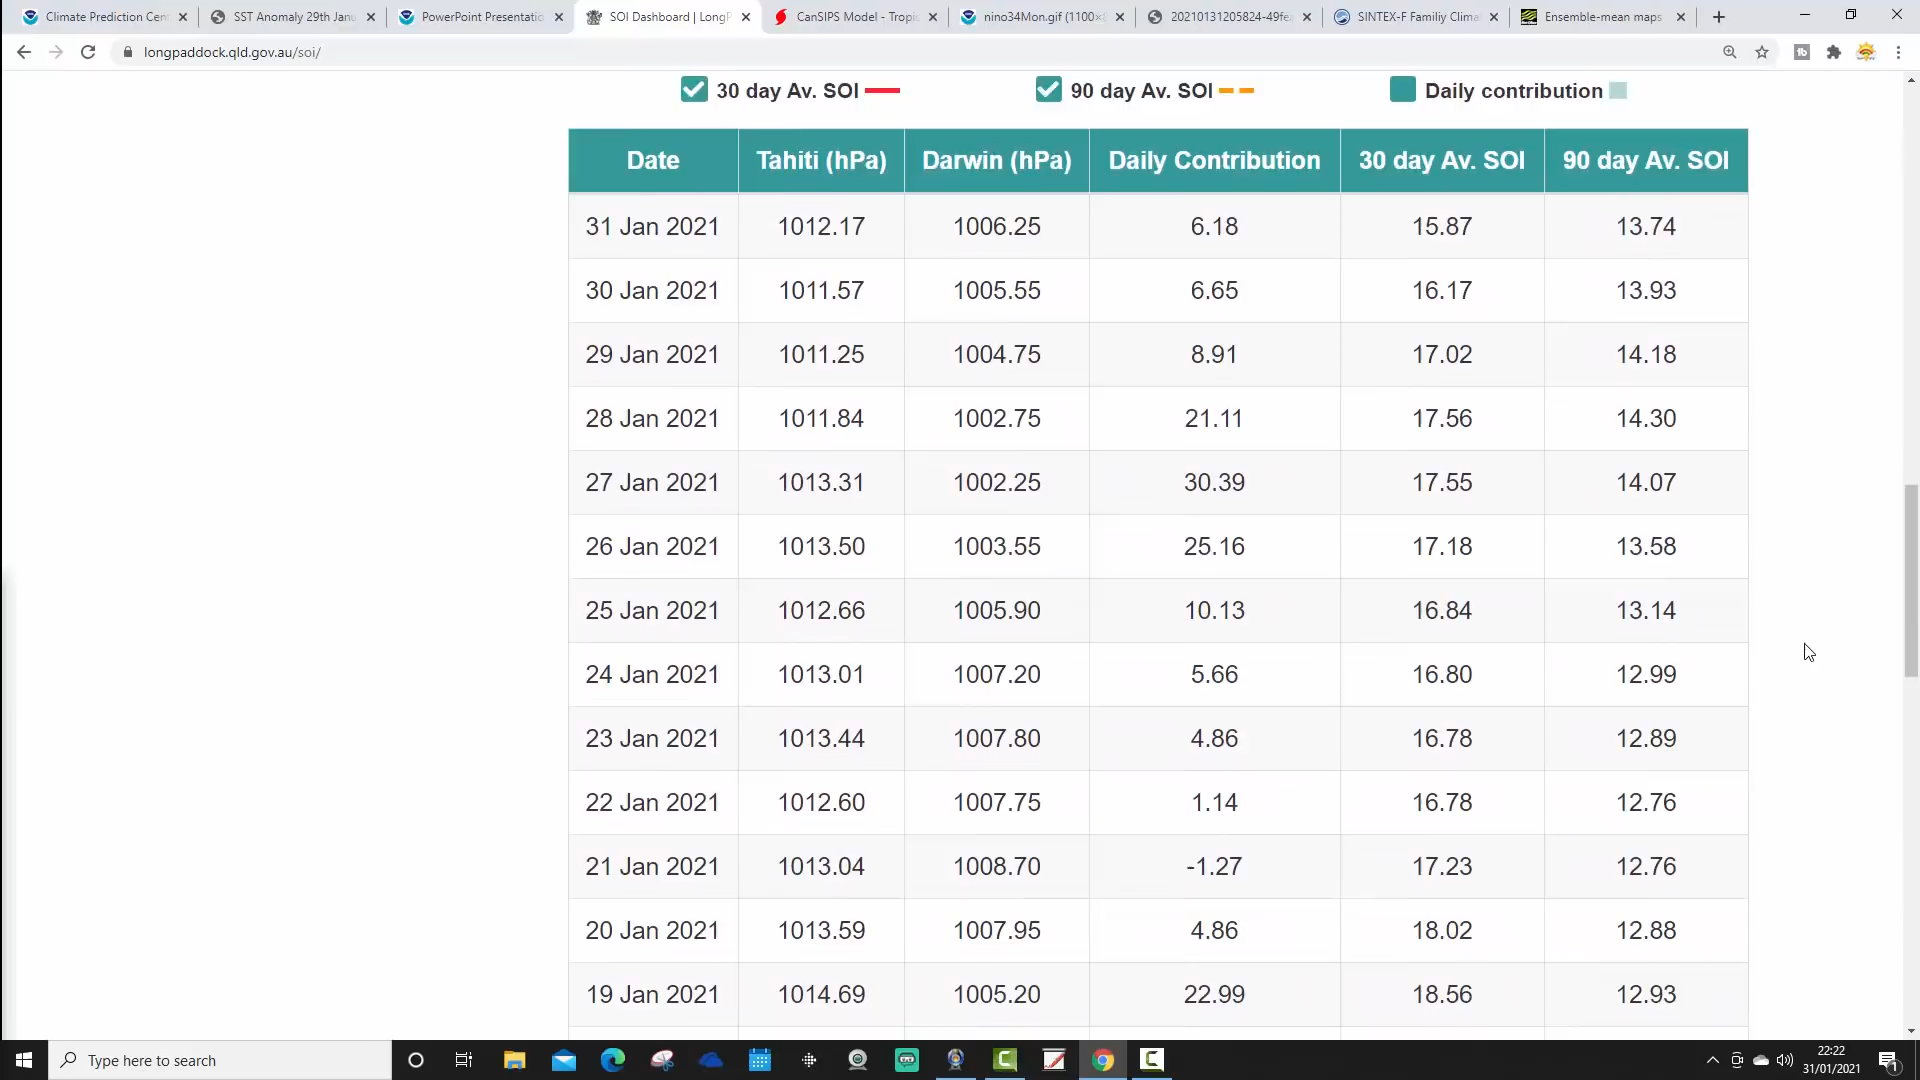 Climate Prediction Cen
SST Anomaly 29th Janu
PowerPoint Presentatio
SOI Dashboard | LongP
CanSIPS Model - Tropi
nino34Mon.gif (1100×
20210131205824-49fe
SINTEX-F Familiy Clima
Ensemble-mean maps
longpaddock.qld.gov.au/soi/
30 day Av. SOI 90 day Av. SOI Daily contribution
Date Tahiti (hPa) Darwin (hPa) Daily Contribution 30 day Av. SOI 90 day Av. SOI
31 Jan 2021 1012.17 1006.25 6.18 15.87 13.74
30 Jan 2021 1011.57 1005.55 6.65 16.17 13.93
29 Jan 2021 1011.25 1004.75 8.91 17.02 14.18
28 Jan 2021 1011.84 1002.75 21.11 17.56 14.30
27 Jan 2021 1013.31 1002.25 30.39 17.55 14.07
26 Jan 2021 1013.50 1003.55 25.16 17.18 13.58
25 Jan 2021 1012.66 1005.90 10.13 16.84 13.14
24 Jan 2021 1013.01 1007.20 5.66 16.80 12.99
23 Jan 2021 1013.44 1007.80 4.86 16.78 12.89
22 Jan 2021 1012.60 1007.75 1.14 16.78 12.76
21 Jan 2021 1013.04 1008.70 -1.27 17.23 12.76
20 Jan 2021 1013.59 1007.95 4.86 18.02 12.88
19 Jan 2021 1014.69 1005.20 22.99 18.56 12.93
Type here to search
22:22
31/01/2021